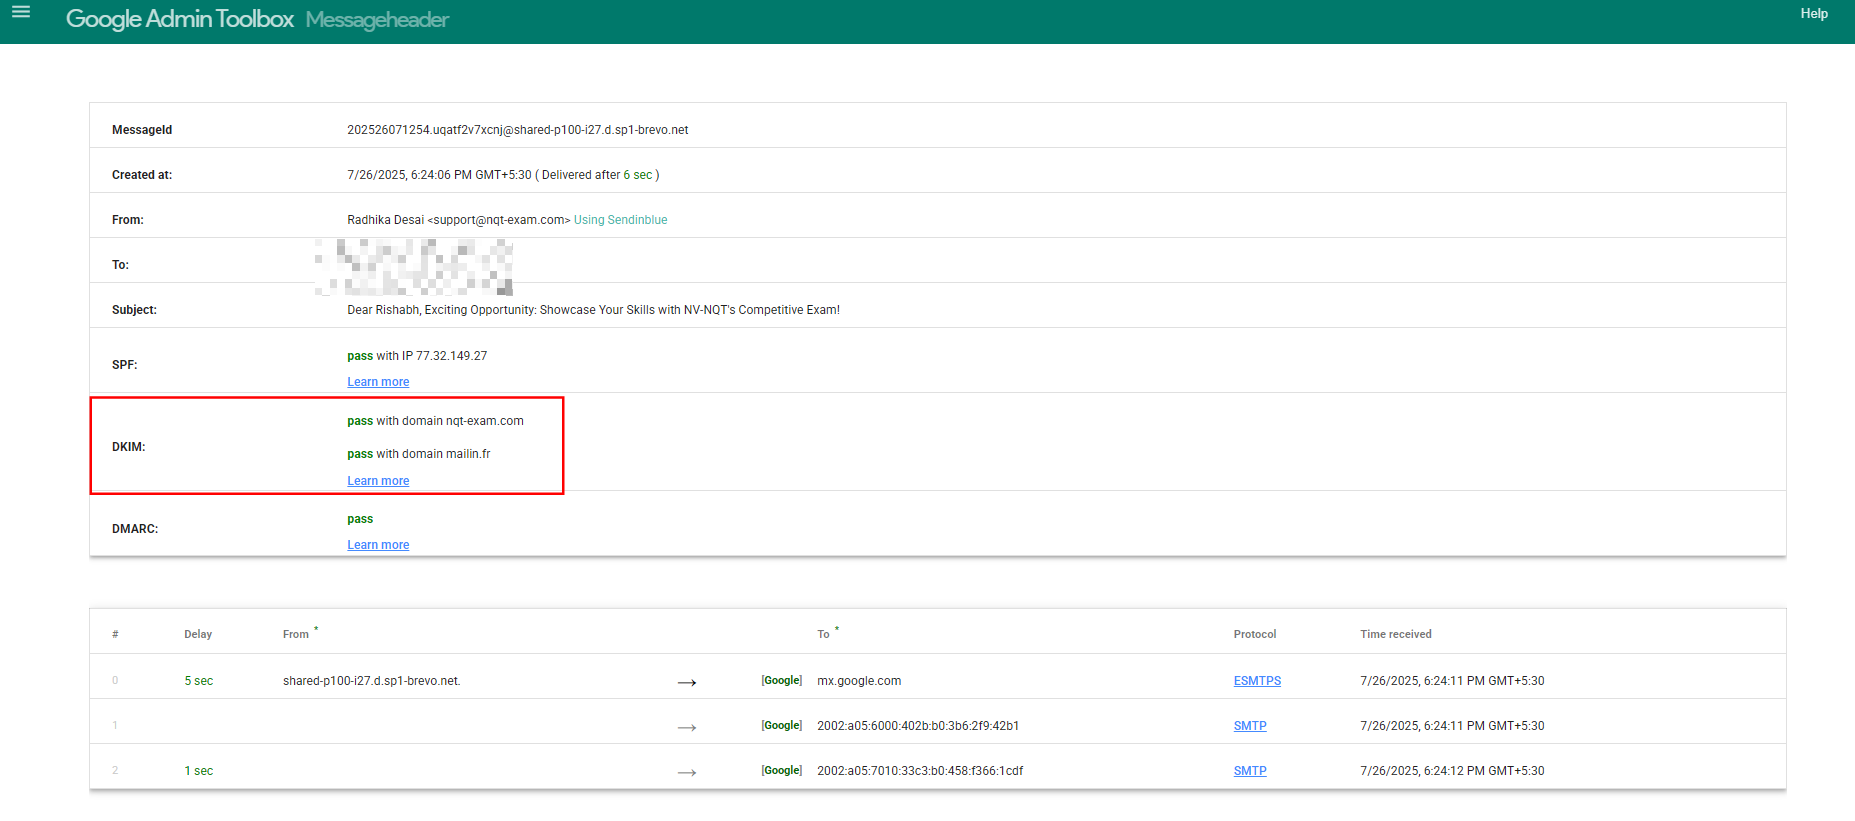 Google Admin Toolbox Messageheader Help
MessageId 202526071254.uqatf2v7xcnj@shared-p100-i27.d.sp1-brevo.net
Created at: 7/26/2025, 6:24:06 PM GMT+5:30 ( Delivered after 6 sec )
From: Radhika Desai <support@nqt-exam.com> Using Sendinblue
To:
Subject: Dear Rishabh, Exciting Opportunity: Showcase Your Skills with NV-NQT's Competitive Exam!
SPF: pass with IP 77.32.149.27
Learn more
DKIM: pass with domain nqt-exam.com
pass with domain mailin.fr
Learn more
DMARC: pass
Learn more
# Delay From * To * Protocol Time received
0 5 sec shared-p100-i27.d.sp1-brevo.net. → [Google] mx.google.com ESMTPS 7/26/2025, 6:24:11 PM GMT+5:30
1 → [Google] 2002:a05:6000:402b:b0:3b6:2f9:42b1 SMTP 7/26/2025, 6:24:11 PM GMT+5:30
2 1 sec → [Google] 2002:a05:7010:33c3:b0:458:f366:1cdf SMTP 7/26/2025, 6:24:12 PM GMT+5:30